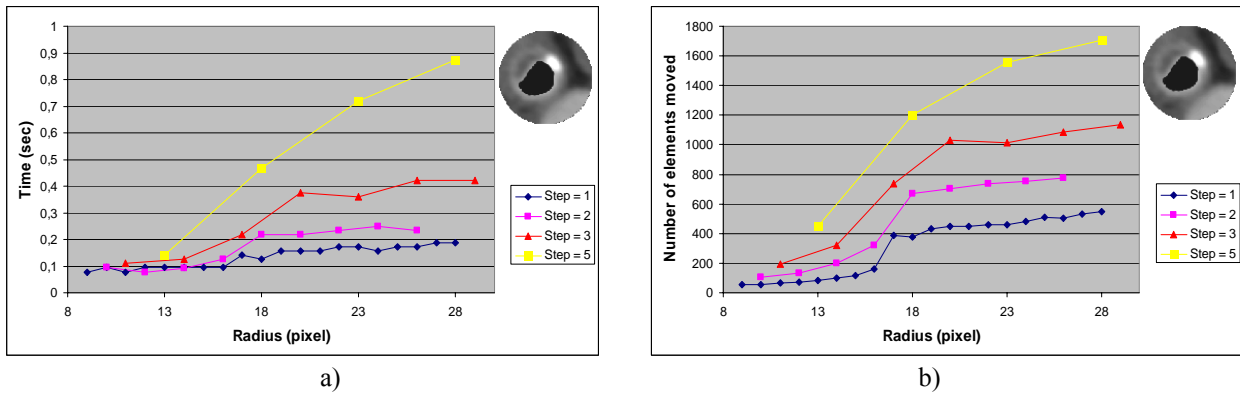 1
0,9
0,8
0,7
0,6
0,5
0,4
0,3
0,2
0,1
0
Time (sec)
8 13 18 23 28
Radius (pixel)
Step = 1
Step = 2
Step = 3
Step = 5
a)
1800
1600
1400
1200
1000
800
600
400
200
0
Number of elements moved
8 13 18 23 28
Radius (pixel)
Step = 1
Step = 2
Step = 3
Step = 5
b)